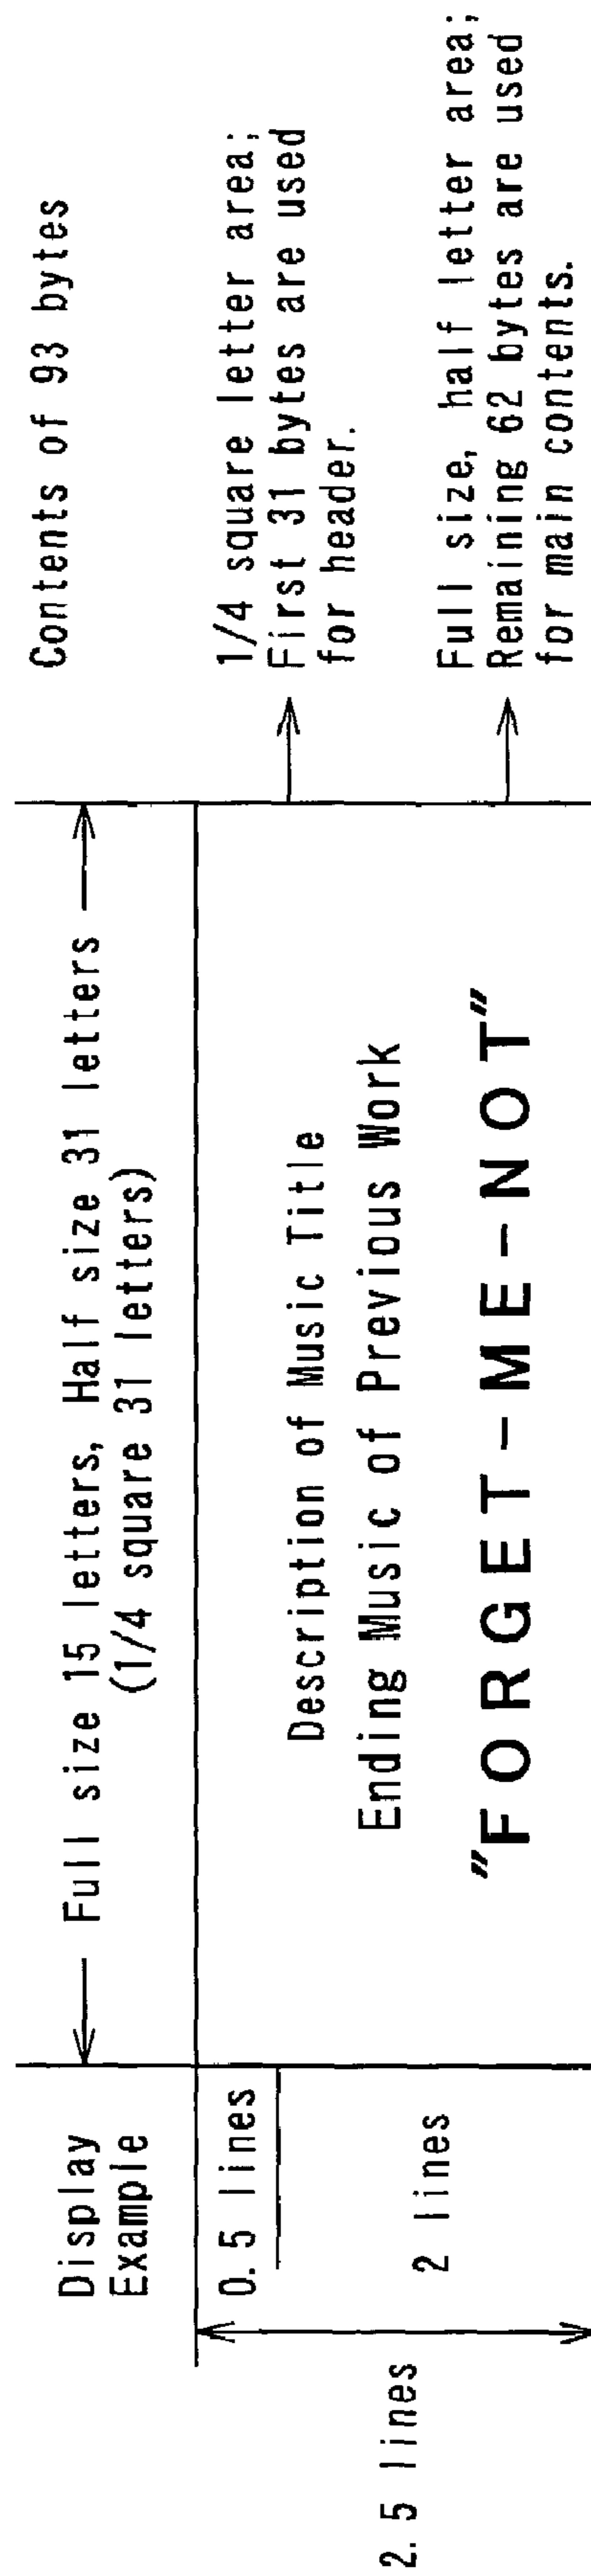 Display
Example
Full size 15 letters, Half size 31 letters
(1/4 square 31 letters)
Contents of 93 bytes
2.5 lines
0.5 lines
2 lines
Description of Music Title
Ending Music of Previous Work
"FORGET-ME-NOT"
1/4 square letter area;
First 31 bytes are used
for header.
Full size, half letter area;
Remaining 62 bytes are used
for main contents.